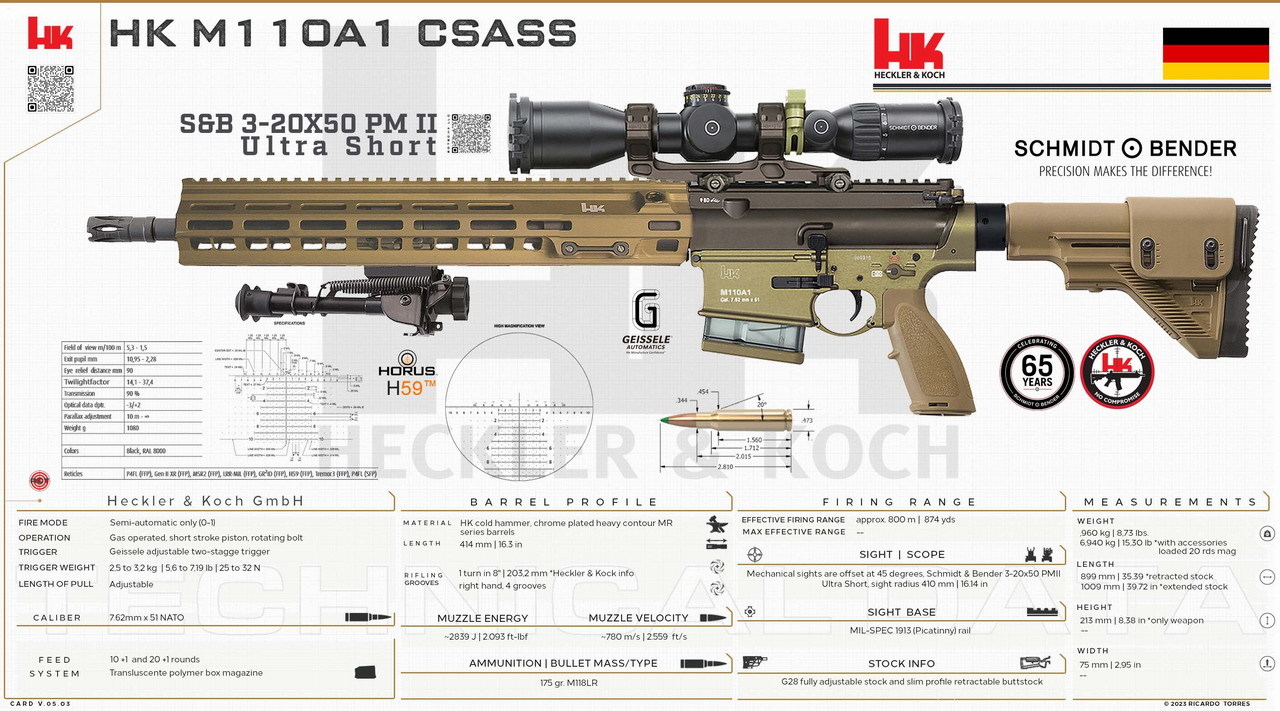 HK M110A1 CSASS
HK
HK
HECKLER & KOCH
S&B 3-20X50 PM II
Ultra Short
SCHMIDT BENDER
SCHMIDT BENDER
PRECISION MAKES THE DIFFERENCE!
HK
HK
M110A1
Cal. 7.62 mm x 51
HK
G
GEISSELE
AUTOMATICS
CELEBRATING
65
YEARS
SCHMIDT BENDER
HECKLER & KOCH
HK
NO COMPROMISE
SPECIFICATIONS
HIGH MAGNIFICATION VIEW
Field of view m/100 m 5,3 - 1,5
Exit pupil mm 10,95 - 2,28
Eye relief distance mm 90
Twilightfactor 14,1 - 37,4
Transmission 90 %
Optical data dptr. -3/+2
Parallax adjustment 10 m - ∞
Weight g 1080
Colors Black, RAL 8000
Reticles P4FL (FFP), Gen II XR (FFP), MSR2 (FFP), LRR-MIL (FFP), GR²ID (FFP), H59 (FFP), Tremor3 (FFP), P4FL (SFP)
HORUS
H59™
.454
.344
20°
.473
1.560
1.712
2.015
2.810
HECKLER & KOCH
TECHNICAL DATA
Heckler & Koch GmbH
FIRE MODE Semi-automatic only (0-1)
OPERATION Gas operated, short stroke piston, rotating bolt
TRIGGER Geissele adjustable two-stagge trigger
TRIGGER WEIGHT 2,5 to 3,2 kg | 5,6 to 7.19 lb | 25 to 32 N
LENGTH OF PULL Adjustable
CALIBER 7.62mm x 51 NATO
FEED
SYSTEM
10 +1 and 20 +1 rounds
Transluscente polymer box magazine
BARREL PROFILE
MATERIAL HK cold hammer, chrome plated heavy contour MR
series barrels
LENGTH 414 mm | 16.3 in
RIFLING
GROOVES
1 turn in 8" | 203,2 mm *Heckler & Kock info
right hand, 4 grooves
MUZZLE ENERGY MUZZLE VELOCITY
~2839 J | 2.093 ft-lbf ~780 m/s | 2.559 ft/s
AMMUNITION | BULLET MASS/TYPE
175 gr. M118LR
FIRING RANGE
EFFECTIVE FIRING RANGE approx. 800 m | 874 yds
MAX EFFECTIVE RANGE --
SIGHT | SCOPE
Mechanical sights are offset at 45 degrees, Schmidt & Bender 3-20x50 PMII
Ultra Short, sight radius 410 mm | 16.14 in
SIGHT BASE
MIL-SPEC 1913 (Picatinny) rail
STOCK INFO
G28 fully adjustable stock and slim profile retractable buttstock
MEASUREMENTS
WEIGHT
,960 kg | 8,73 lbs.
6,940 kg | 15.30 lb *with accesories
loaded 20 rds mag
LENGTH
899 mm | 35.39 *retracted stock
1009 mm | 39.72 in *extended stock
HEIGHT
213 mm | 8.38 in *only weapon
--
WIDTH
75 mm | 2.95 in
--
CARD V.05.03
© 2023 RICARDO TORRES